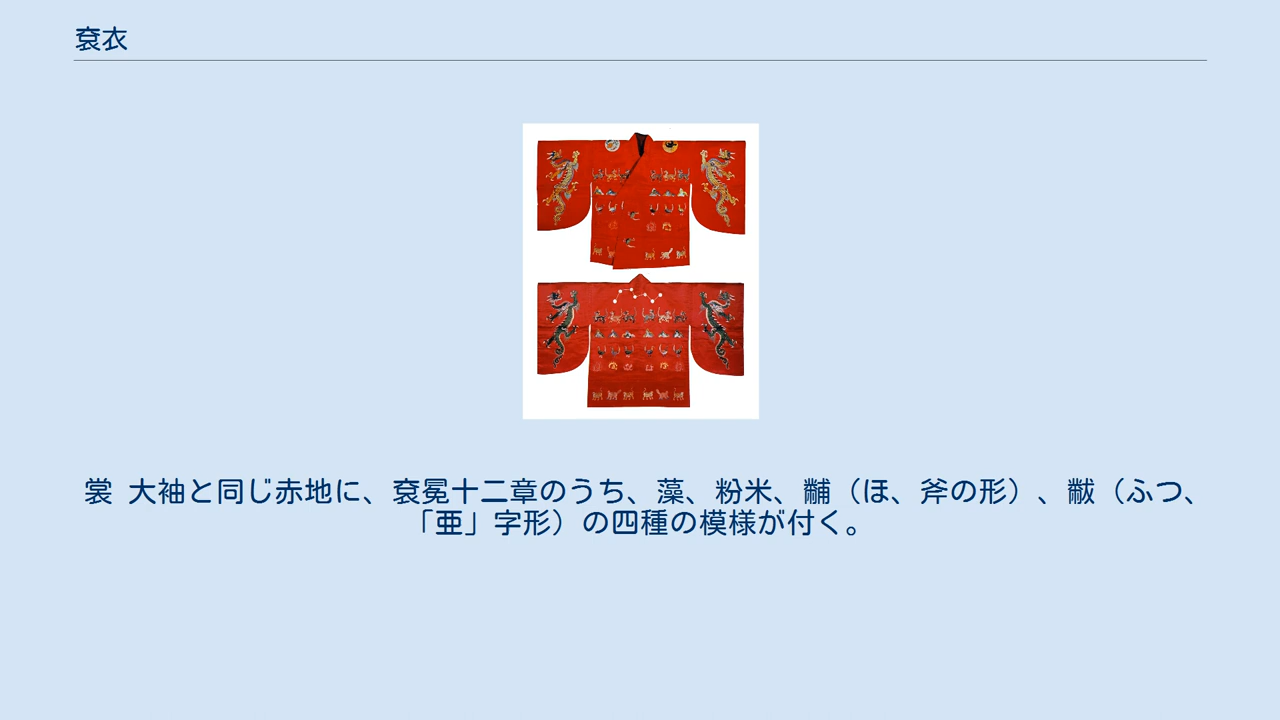 袞衣
裳 大袖と同じ赤地に、袞冕十二章のうち、藻、粉米、黼（ほ、斧の形）、黻（ふつ、
「亜」字形）の四種の模様が付く。